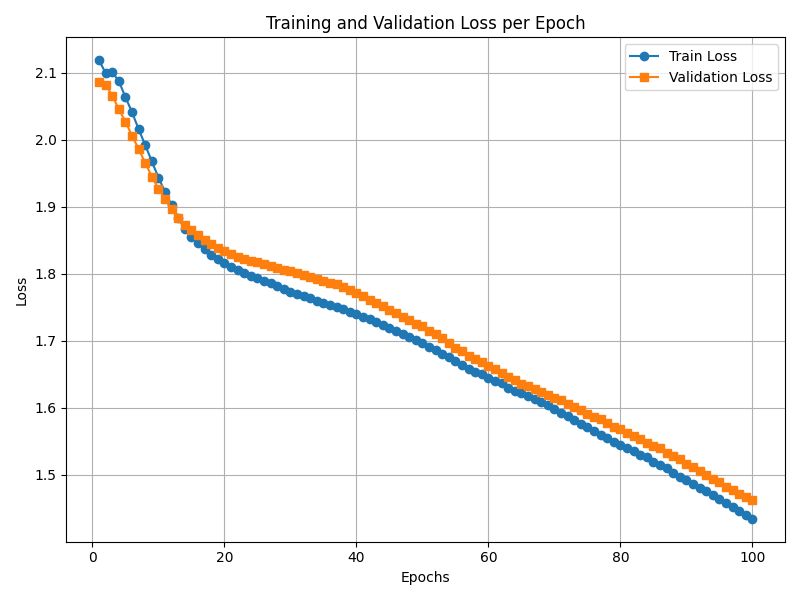 Training and Validation Loss per Epoch
Train Loss
Validation Loss
2.1
2.0
1.9
1.8
1.7
1.6
1.5
Loss
0 20 40 60 80 100
Epochs